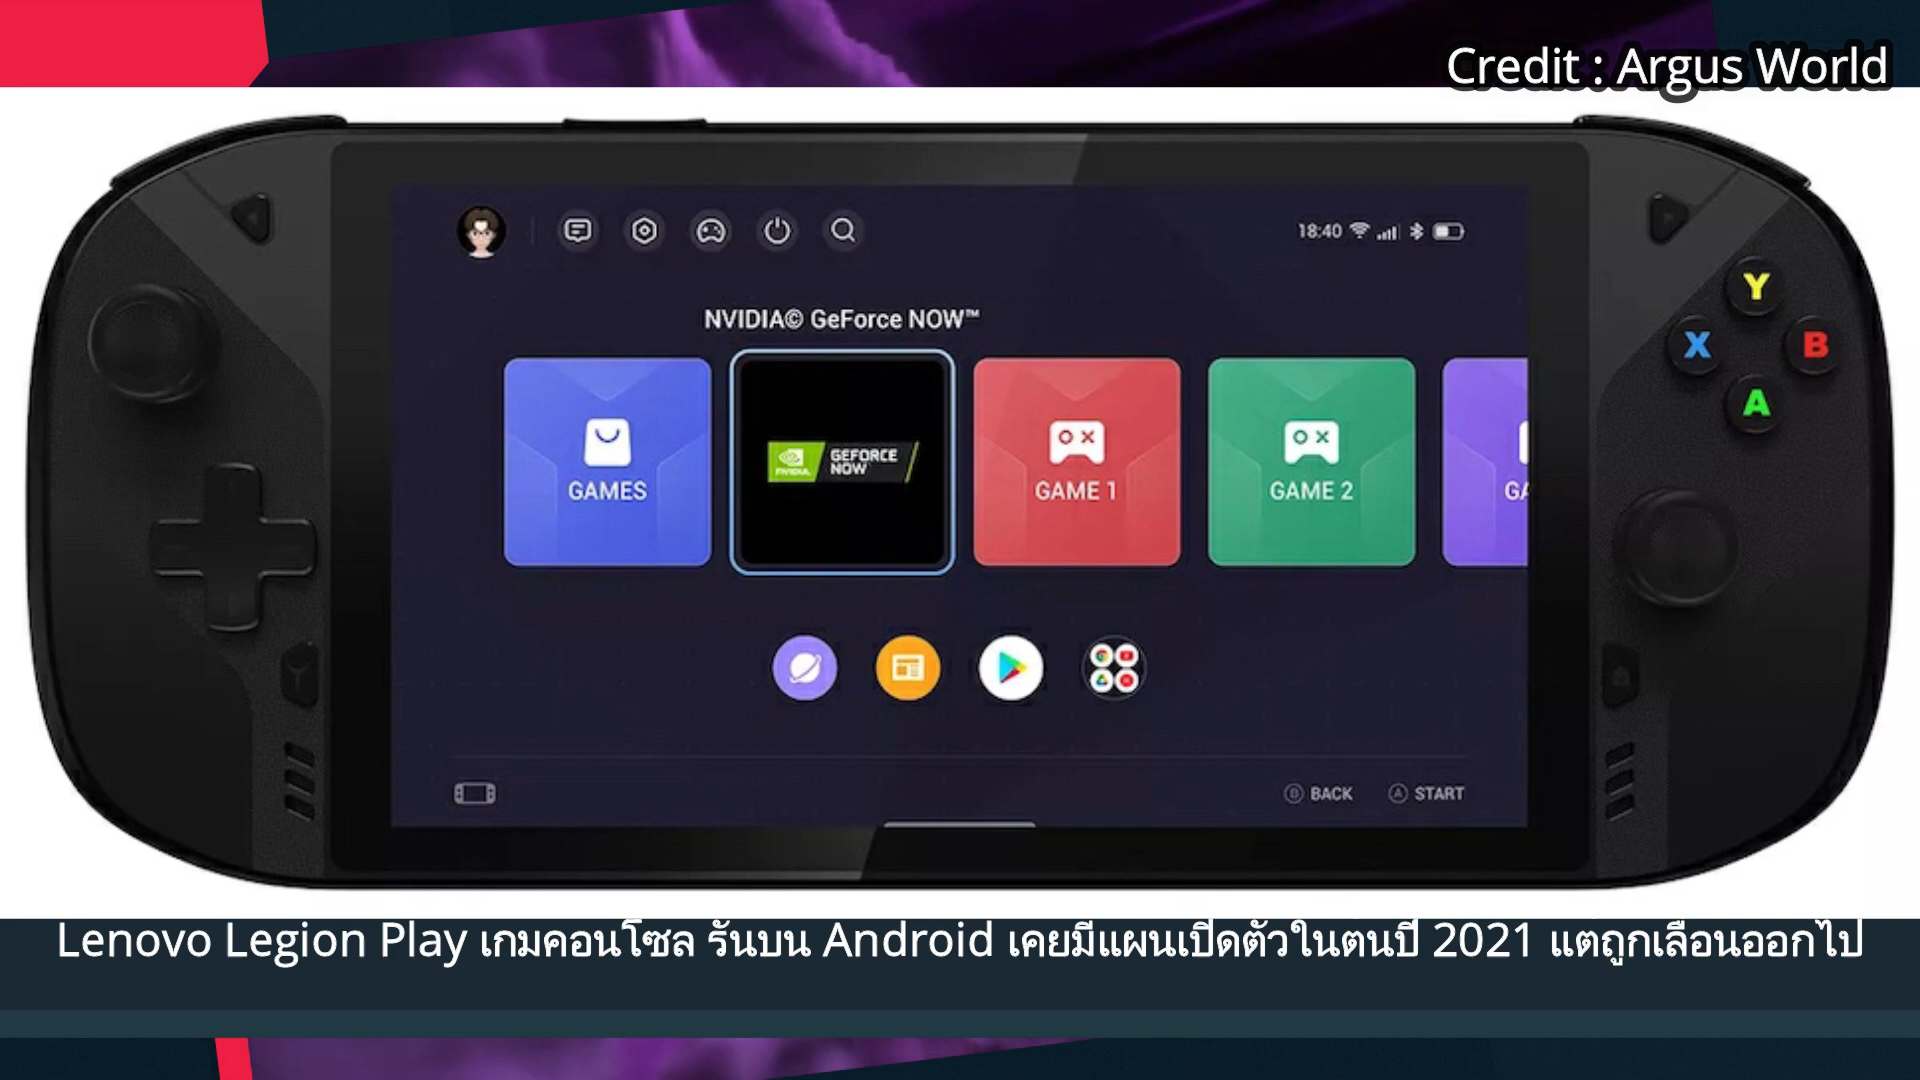 Credit : Argus World
18:40
NVIDIA© GeForce NOW™
Y
X
B
A
GAMES
NVIDIA
GEFORCE
NOW
GAME 1
GAME 2
GA
B BACK
A START
Lenovo Legion Play เกมคอนโซล รันบน Android เคยมีแผนเปิดตัวในตนปี 2021 แตถูกเลือนออกไป